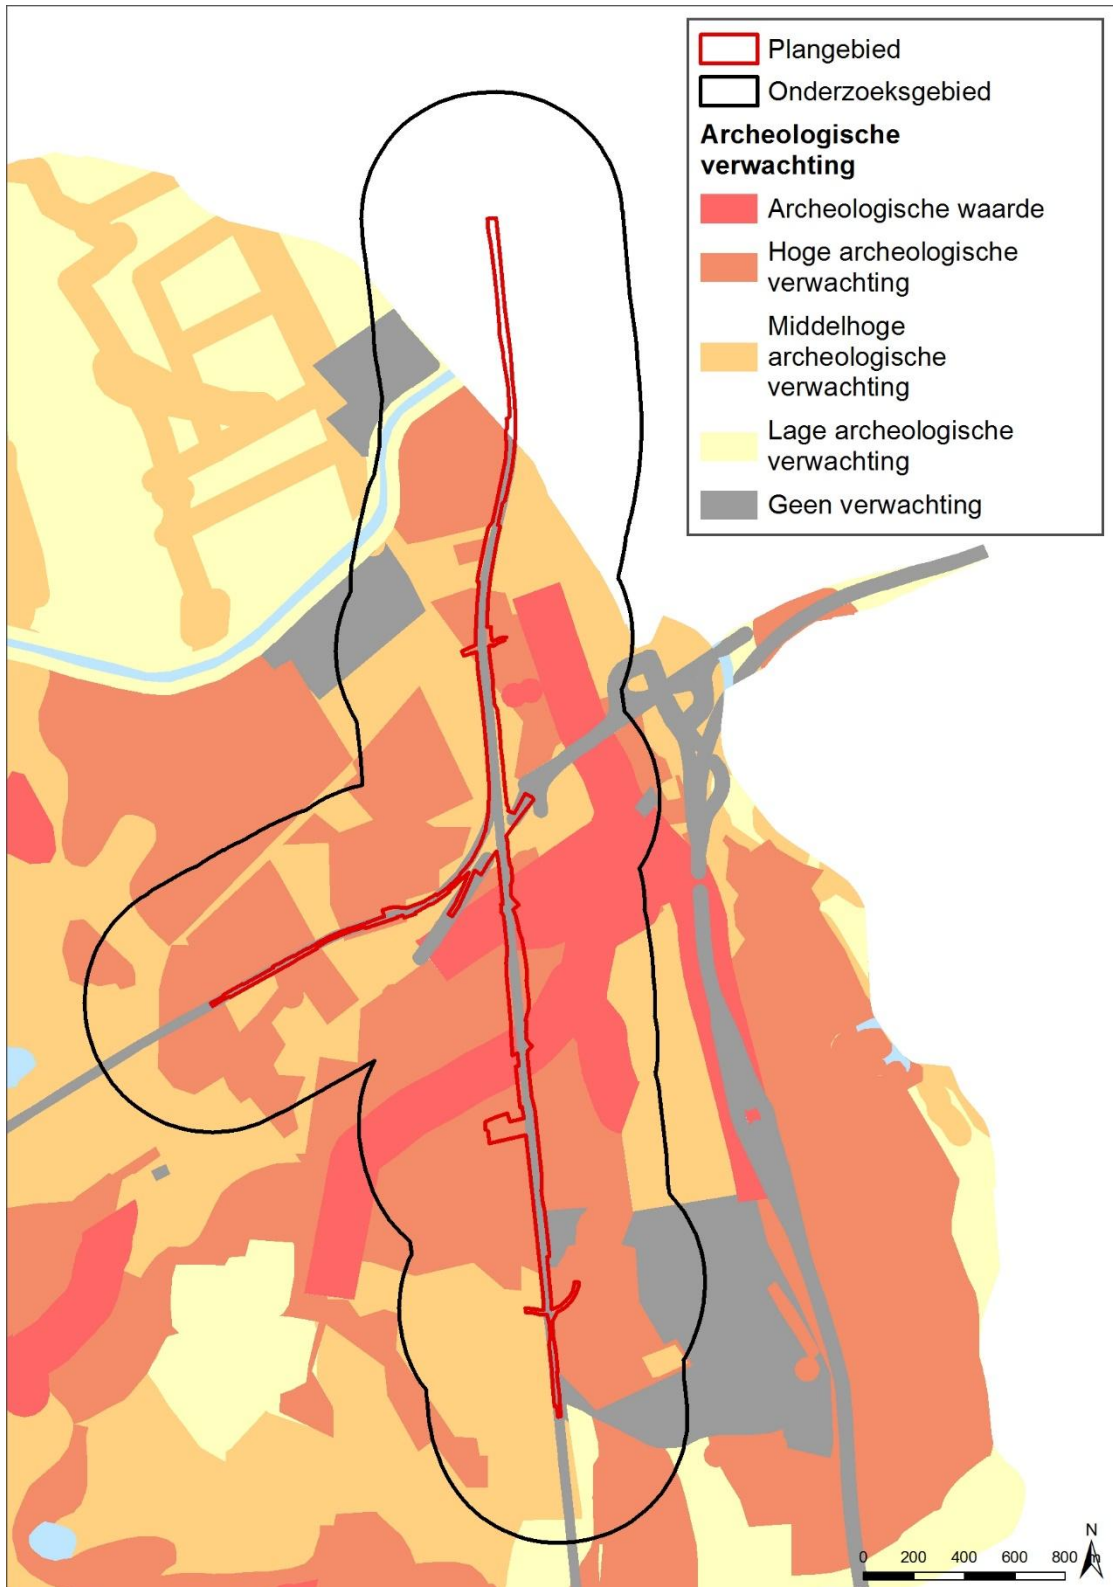 Plangebied
Onderzoeksgebied
Archeologische
verwachting
Archeologische waarde
Hoge archeologische
verwachting
Middelhoge
archeologische
verwachting
Lage archeologische
verwachting
Geen verwachting
N
0 200 400 600 800 m